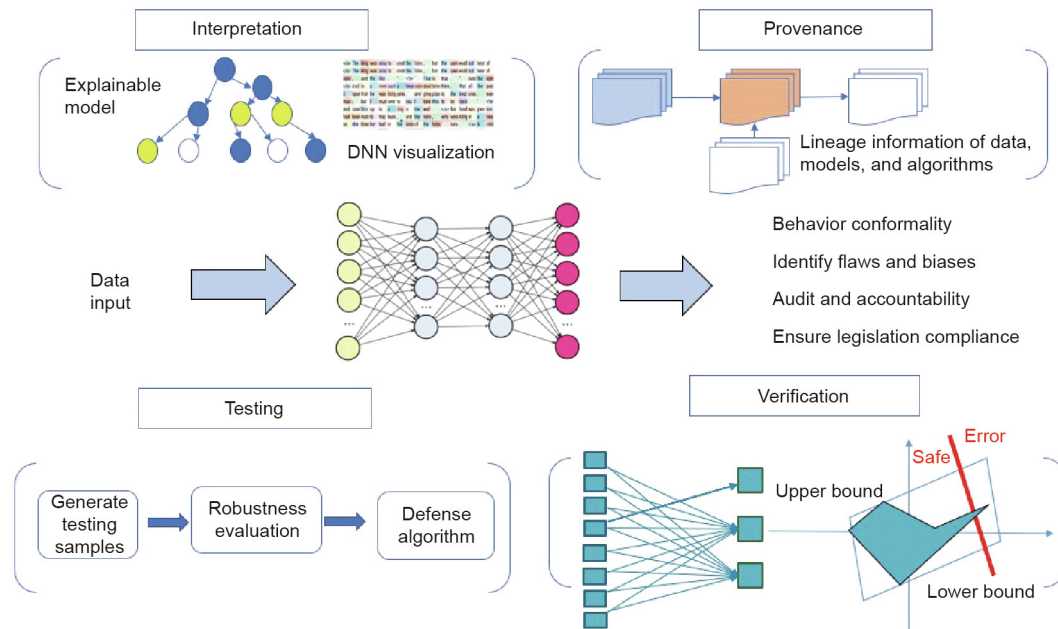 Interpretation
Explainable
model
DNN visualization
Provenance
Lineage information of data,
models, and algorithms
Data
input
...
...
...
...
Behavior conformality
Identify flaws and biases
Audit and accountability
Ensure legislation compliance
Testing
Generate
testing
samples
Robustness
evaluation
Defense
algorithm
Verification
Error
Safe
Upper bound
Lower bound